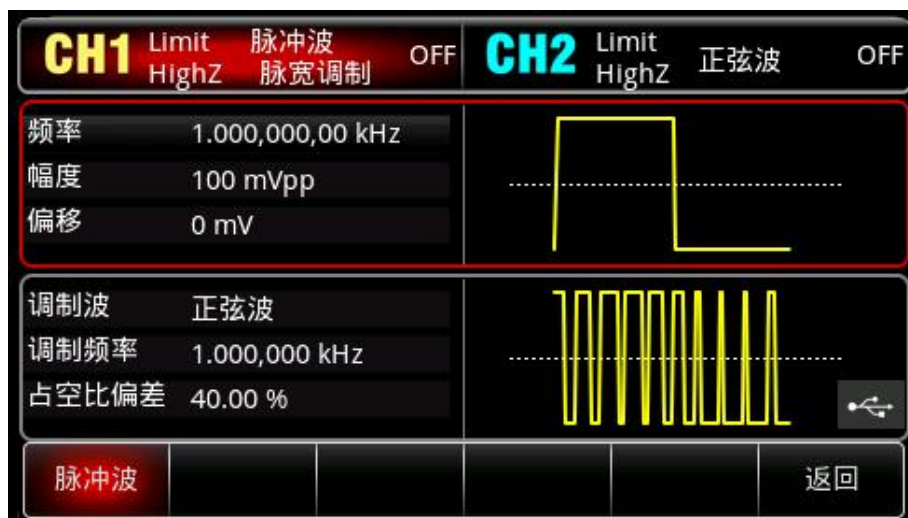 CH1 Limit 脉冲波 OFF CH2 Limit 正弦波 OFF
HighZ 脉宽调制 HighZ
频率 1.000,000,00 kHz
幅度 100 mVpp
偏移 0 mV
调制波 正弦波
调制频率 1.000,000 kHz
占空比偏差 40.00 %
脉冲波 返回